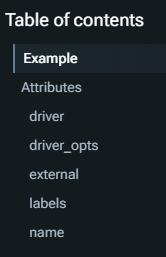 Table of contents
Example
Attributes
driver
driver_opts
external
labels
name